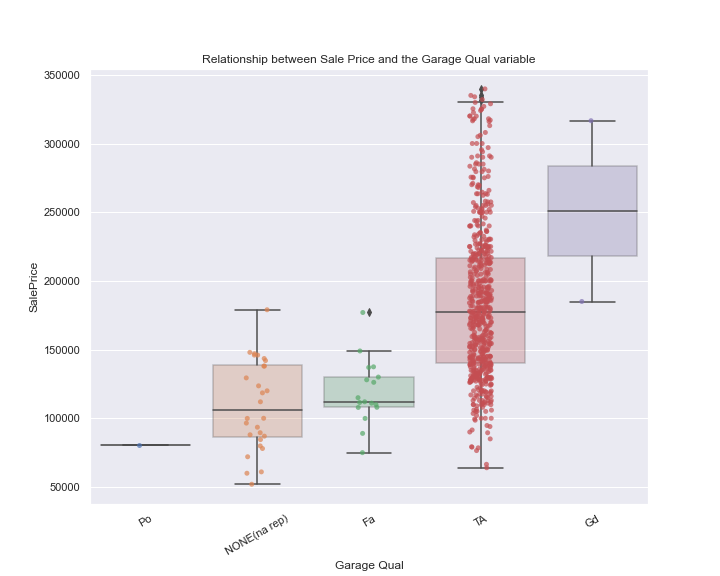 Relationship between Sale Price and the Garage Qual variable
350000
300000
250000
200000
150000
100000
50000
SalePrice
Po
NONE(na rep)
Fa
TA
Gd
Garage Qual